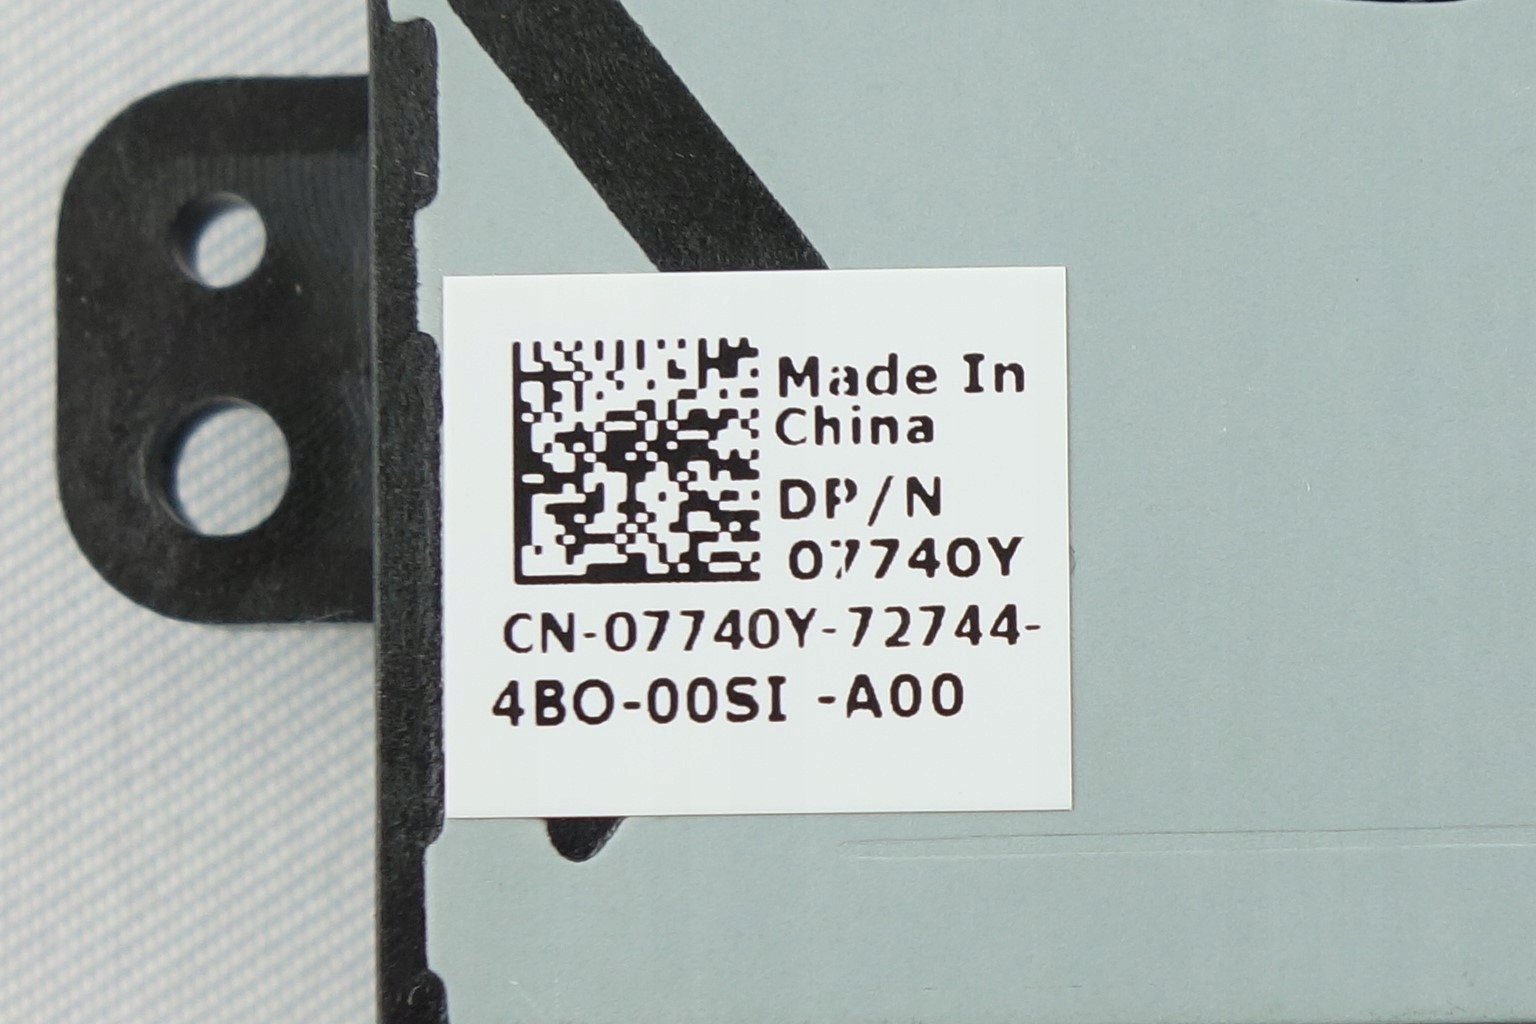 Made In
China
DP/N
07740Y
CN-07740Y-72744-
4BO-00SI -A00